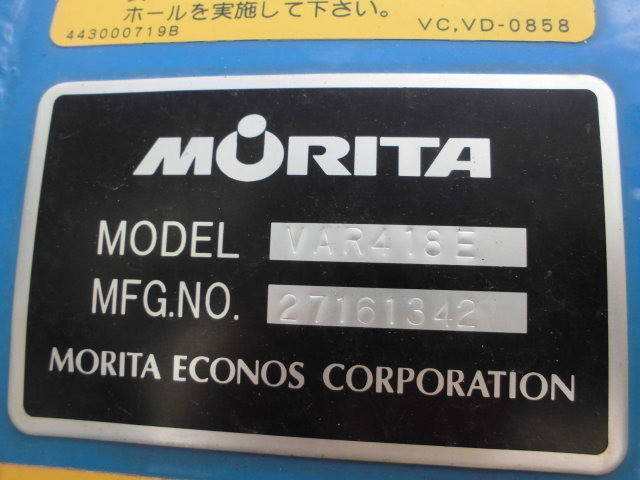 ホールを実施して下さい。
443000719B
VC,VD-0858
MORITA
MODEL VAR418E
MFG.NO. 27161342
MORITA ECONOS CORPORATION